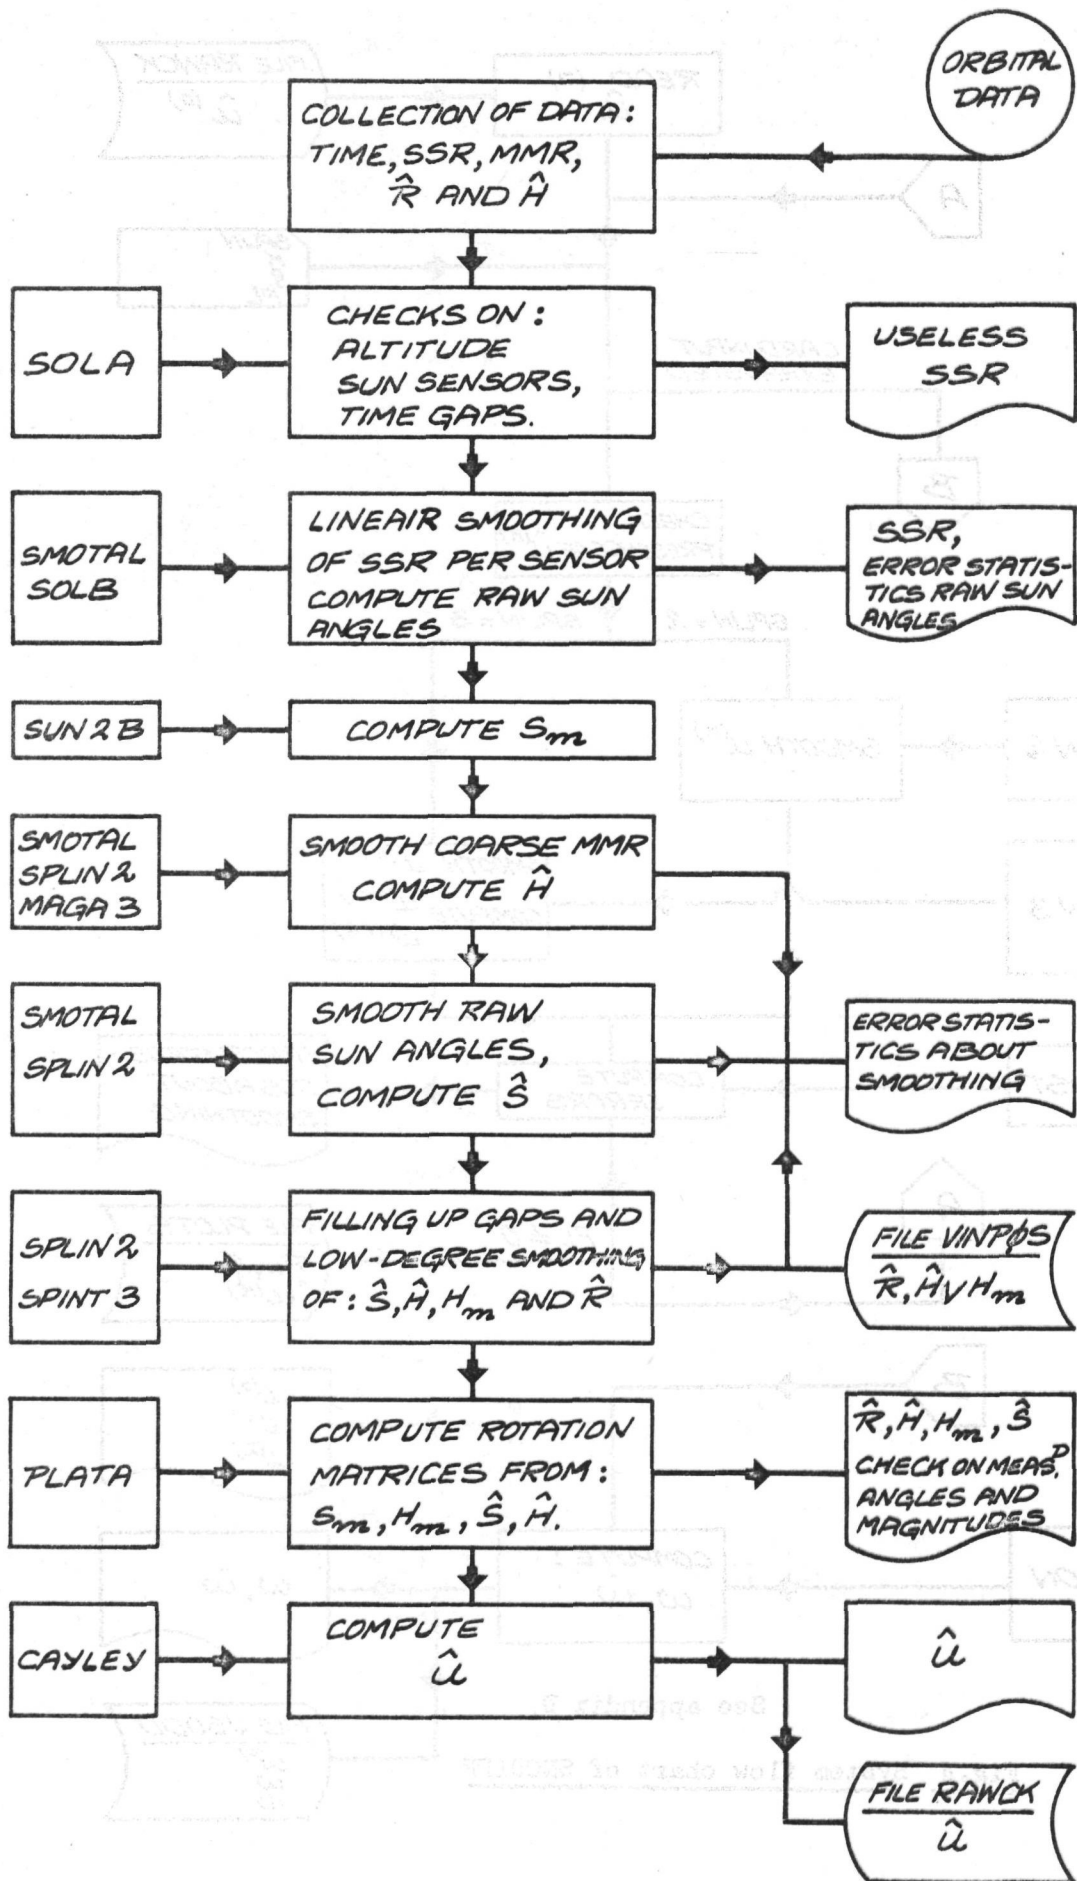 ORBITAL
DATA
COLLECTION OF DATA:
TIME, SSR, MMR,
R̂ AND Ĥ
SOLA
CHECKS ON:
ALTITUDE
SUN SENSORS,
TIME GAPS.
USELESS
SSR
SMOTAL
SOLB
LINEAIR SMOOTHING
OF SSR PER SENSOR
COMPUTE RAW SUN
ANGLES
SSR,
ERROR STATIS-
TICS RAW SUN
ANGLES
SUN 2 B
COMPUTE Sm
SMOTAL
SPLIN 2
MAGA 3
SMOOTH COARSE MMR
COMPUTE Ĥ
SMOTAL
SPLIN 2
SMOOTH RAW
SUN ANGLES,
COMPUTE Ŝ
ERROR STATIS-
TICS ABOUT
SMOOTHING
SPLIN 2
SPINT 3
FILLING UP GAPS AND
LOW-DEGREE SMOOTHING
OF: Ŝ, Ĥ, Hm AND R̂
FILE VINPØS
R̂, Ĥ V Hm
PLATA
COMPUTE ROTATION
MATRICES FROM:
Sm, Hm, Ŝ, Ĥ.
R̂, Ĥ, Hm, Ŝ
CHECK ON MEAS.D
ANGLES AND
MAGNITUDES
CAYLEY
COMPUTE
û
û
FILE RAWCK
û